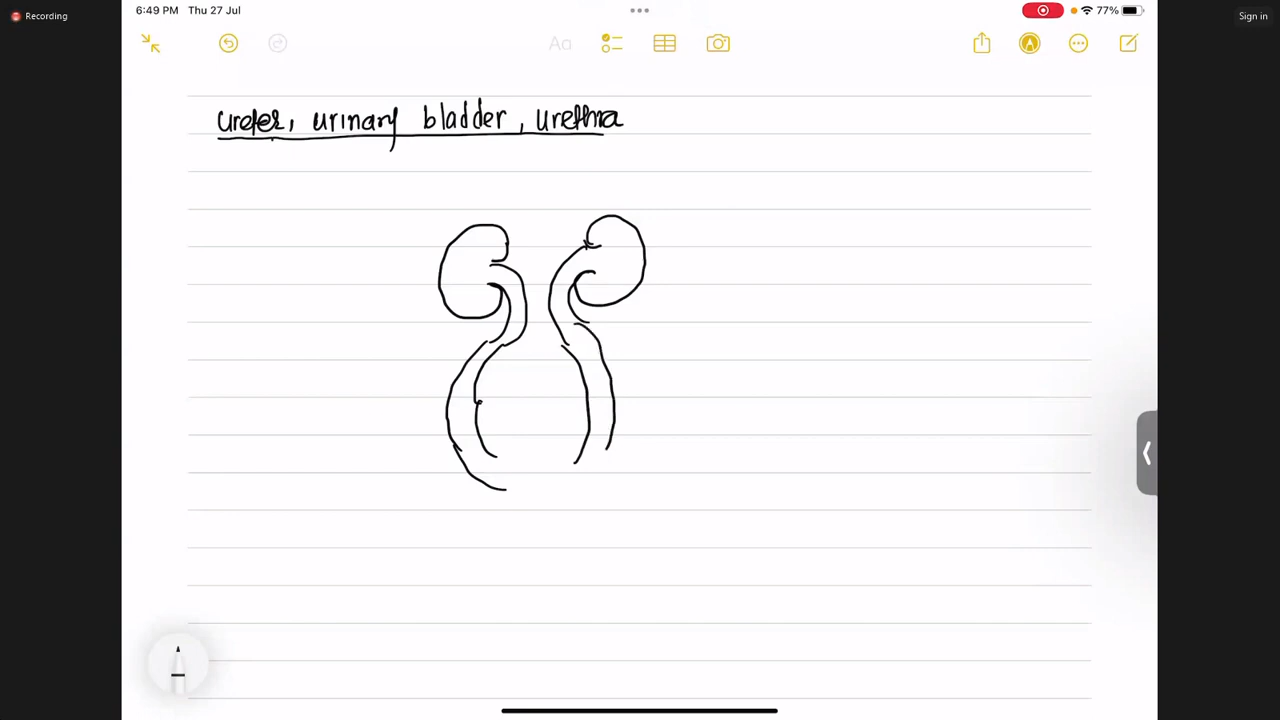 Recording
6:49 PM Thu 27 Jul
77%
Sign in
Aa
ureter, urinary bladder, urethra